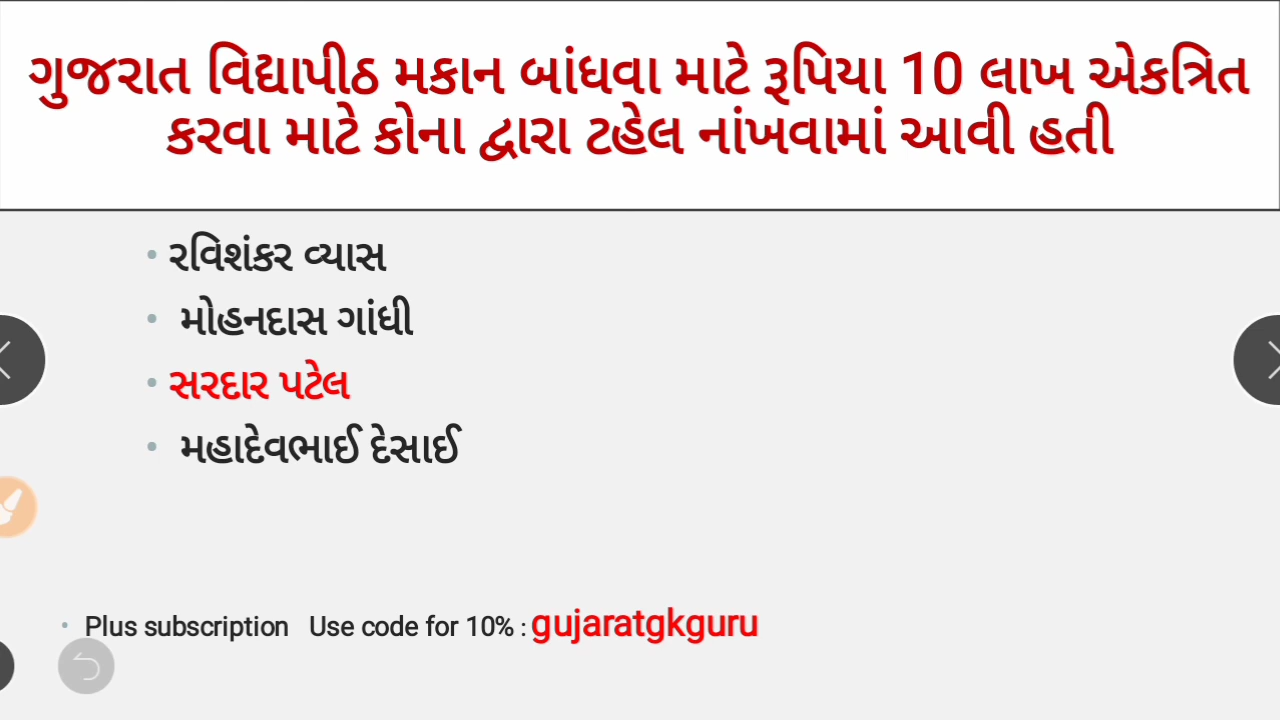 ગુજરાત વિદ્યાપીઠ મકાન બાંધવા માટે રૂપિયા 10 લાખ એકત્રિત
કરવા માટે કોના દ્વારા ટહેલ નાંખવામાં આવી હતી
• રવિશંકર વ્યાસ
• મોહનદાસ ગાંધી
• સરદાર પટેલ
• મહાદેવભાઈ દેસાઈ
• Plus subscription Use code for 10% : gujaratgkguru